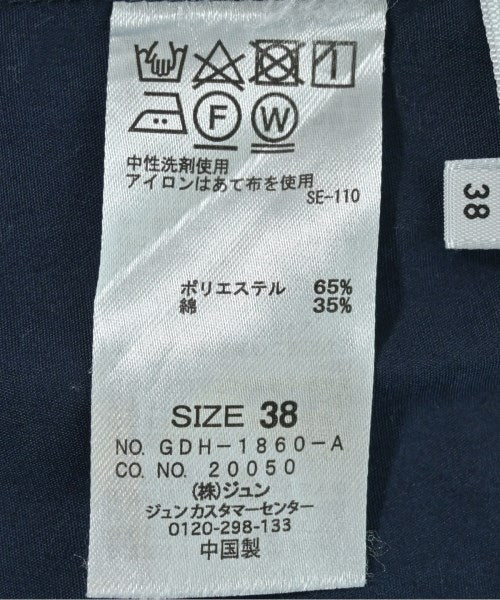 F W
中性洗剤使用
アイロンはあて布を使用
SE-110
ポリエステル 65%
綿 35%
SIZE 38
NO. GDH-1860-A
CO. NO. 20050
(株)ジュン
ジュンカスタマーセンター
0120-298-133
中国製
38